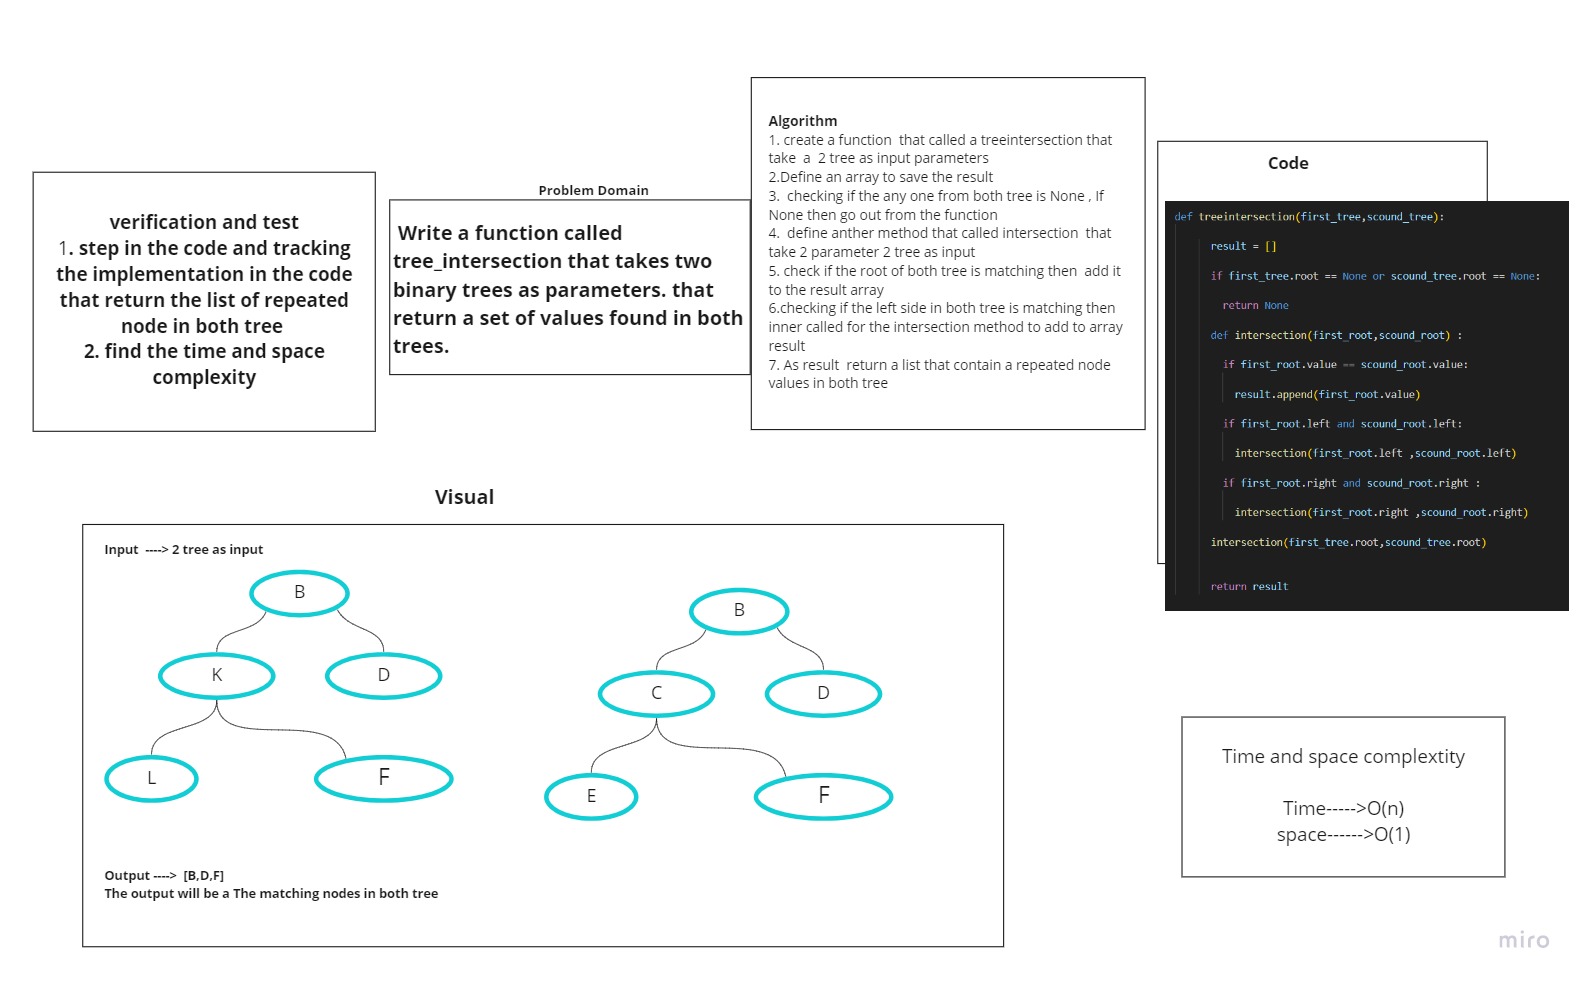 verification and test
1. step in the code and tracking
the implementation in the code
that return the list of repeated
node in both tree
2. find the time and space
complexity
Problem Domain
Write a function called
tree_intersection that takes two
binary trees as parameters. that
return a set of values found in both
trees.
Algorithm
1. create a function  that called a treeintersection that
take  a  2 tree as input parameters
2.Define an array to save the result
3.  checking if the any one from both tree is None , If
None then go out from the function
4.  define anther method that called intersection  that
take 2 parameter 2 tree as input
5. check if the root of both tree is matching then  add it
to the result array
6.checking if the left side in both tree is matching then
inner called for the intersection method to add to array
result
7. As result  return a list that contain a repeated node
values in both tree
Code
def treeintersection(first_tree,scound_tree):
result = []
if first_tree.root == None or scound_tree.root == None:
return None
def intersection(first_root,scound_root) :
if first_root.value == scound_root.value:
result.append(first_root.value)
if first_root.left and scound_root.left:
intersection(first_root.left ,scound_root.left)
if first_root.right and scound_root.right :
intersection(first_root.right ,scound_root.right)
intersection(first_tree.root,scound_tree.root)
return result
Visual
Input  ----> 2 tree as input
B
K
D
L
F
B
C
D
E
F
Output ---->  [B,D,F]
The output will be a The matching nodes in both tree
Time and space complextity
Time----->O(n)
space------>O(1)
miro